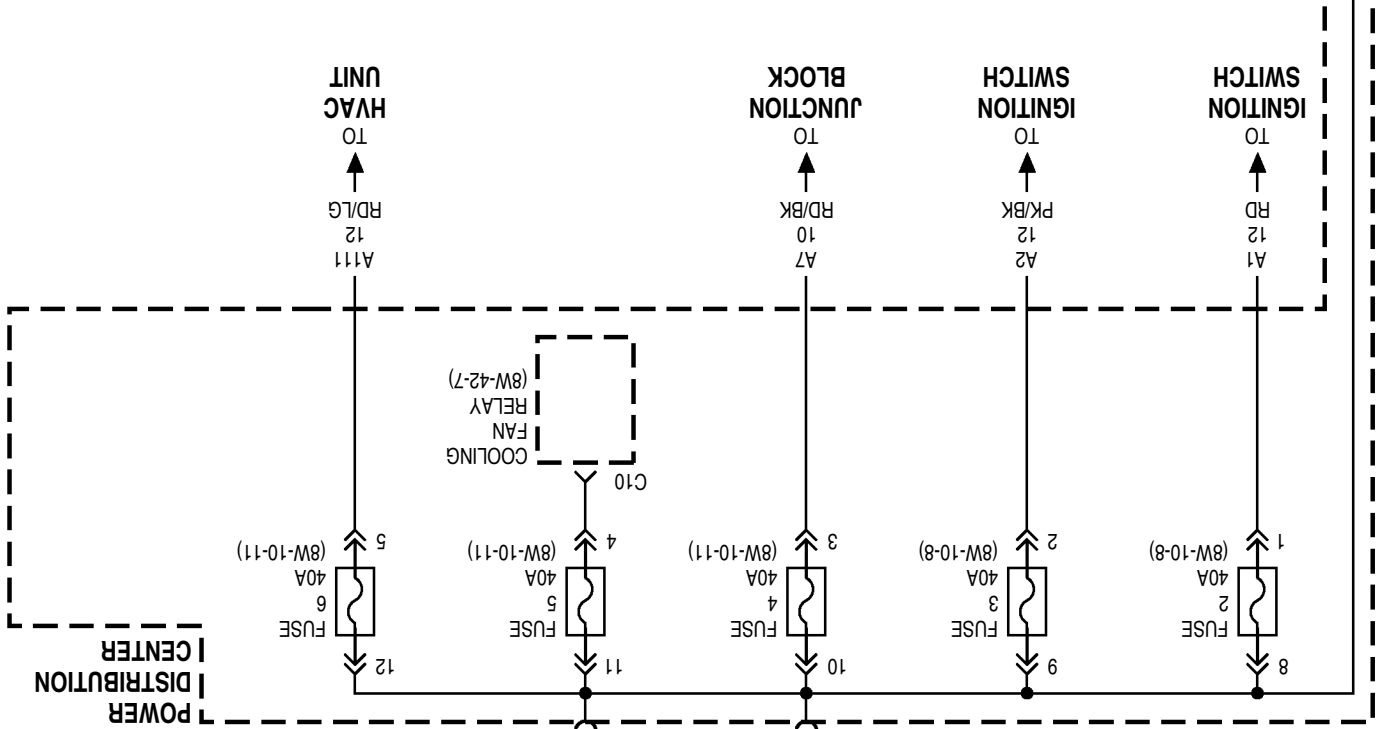 POWER
DISTRIBUTION
CENTER
8
FUSE
2
40A
(8W-10-8)
1
A1
12
RD
TO
IGNITION
SWITCH
9
FUSE
3
40A
(8W-10-8)
2
A2
12
PK/BK
TO
IGNITION
SWITCH
10
FUSE
4
40A
(8W-10-11)
3
A7
10
RD/BK
TO
JUNCTION
BLOCK
11
FUSE
5
40A
(8W-10-11)
4
C10
COOLING
FAN
RELAY
(8W-42-7)
12
FUSE
6
40A
(8W-10-11)
5
A111
12
RD/LG
TO
HVAC
UNIT